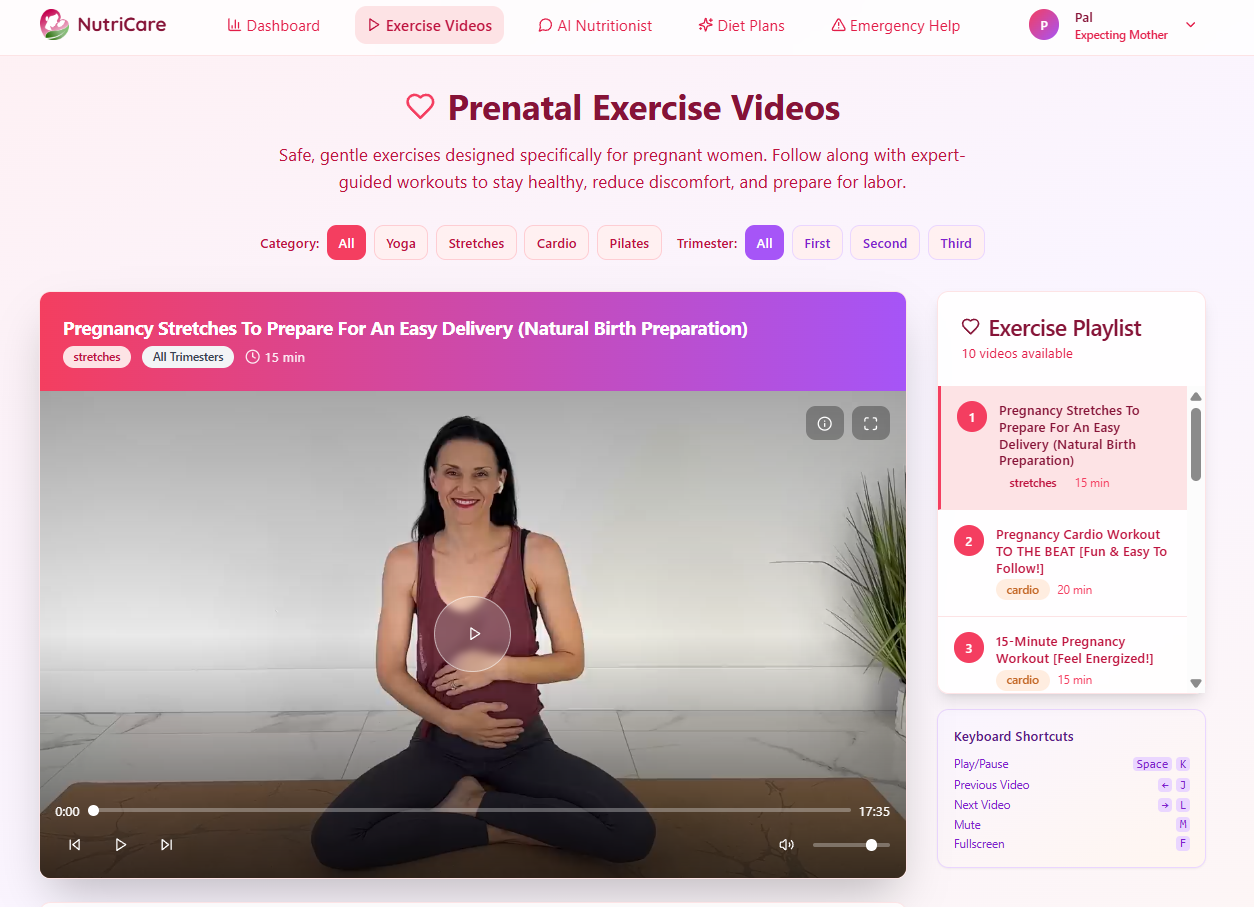 NutriCare
Dashboard
Exercise Videos
AI Nutritionist
Diet Plans
Emergency Help
P
Pal
Expecting Mother
Prenatal Exercise Videos
Safe, gentle exercises designed specifically for pregnant women. Follow along with expert-
guided workouts to stay healthy, reduce discomfort, and prepare for labor.
Category: All Yoga Stretches Cardio Pilates Trimester: All First Second Third
Pregnancy Stretches To Prepare For An Easy Delivery (Natural Birth Preparation)
stretches All Trimesters 15 min
0:00 17:35
Exercise Playlist
10 videos available
1
Pregnancy Stretches To
Prepare For An Easy
Delivery (Natural Birth
Preparation)
stretches 15 min
2
Pregnancy Cardio Workout
TO THE BEAT [Fun & Easy To
Follow!]
cardio 20 min
3
15-Minute Pregnancy
Workout [Feel Energized!]
cardio 15 min
Keyboard Shortcuts
Play/Pause Space K
Previous Video ← J
Next Video → L
Mute M
Fullscreen F